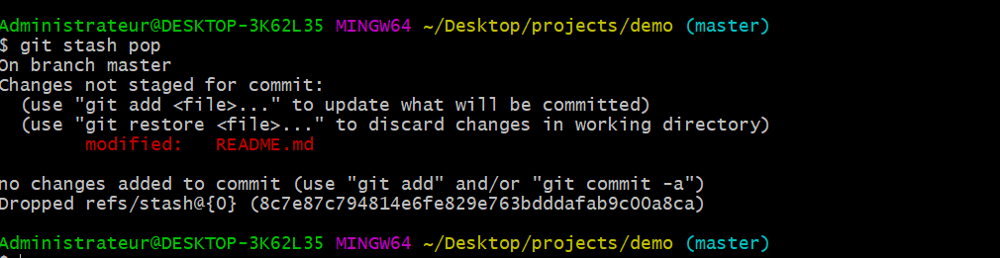 Administrateur@DESKTOP-3K62L35 MINGW64 ~/Desktop/projects/demo (master)
$ git stash pop
On branch master
Changes not staged for commit:
  (use "git add <file>..." to update what will be committed)
  (use "git restore <file>..." to discard changes in working directory)
        modified:   README.md

no changes added to commit (use "git add" and/or "git commit -a")
Dropped refs/stash@{0} (8c7e87c794814e6fe829e763bdddafab9c00a8ca)

Administrateur@DESKTOP-3K62L35 MINGW64 ~/Desktop/projects/demo (master)
$